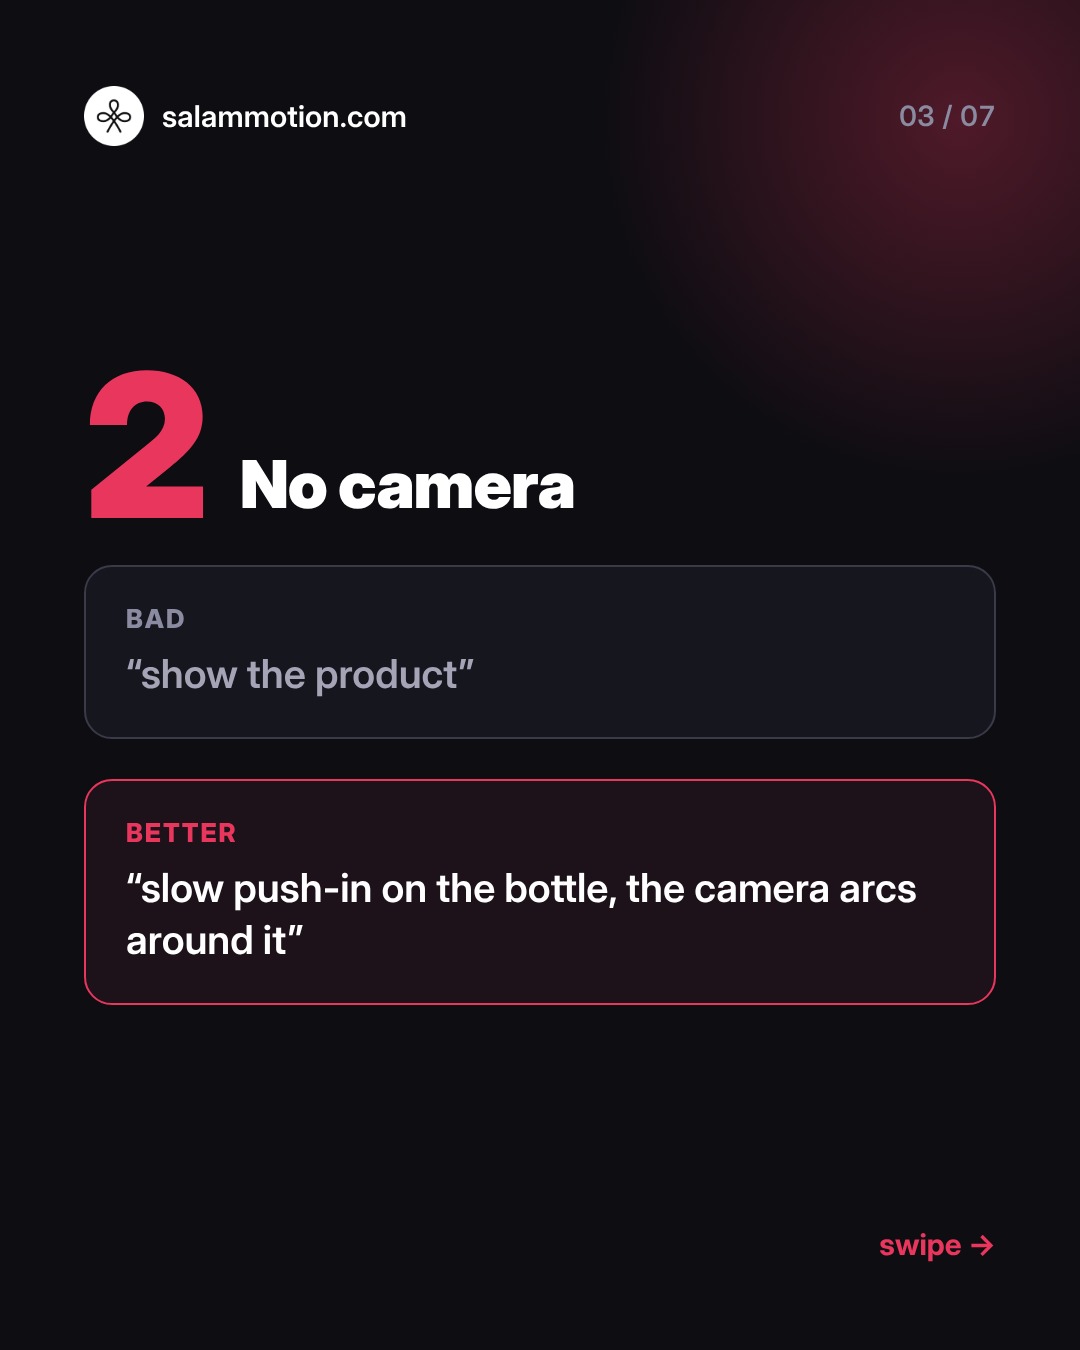 salammotion.com
03 / 07
2 No camera
BAD
“show the product”
BETTER
“slow push-in on the bottle, the camera arcs
around it”
swipe →